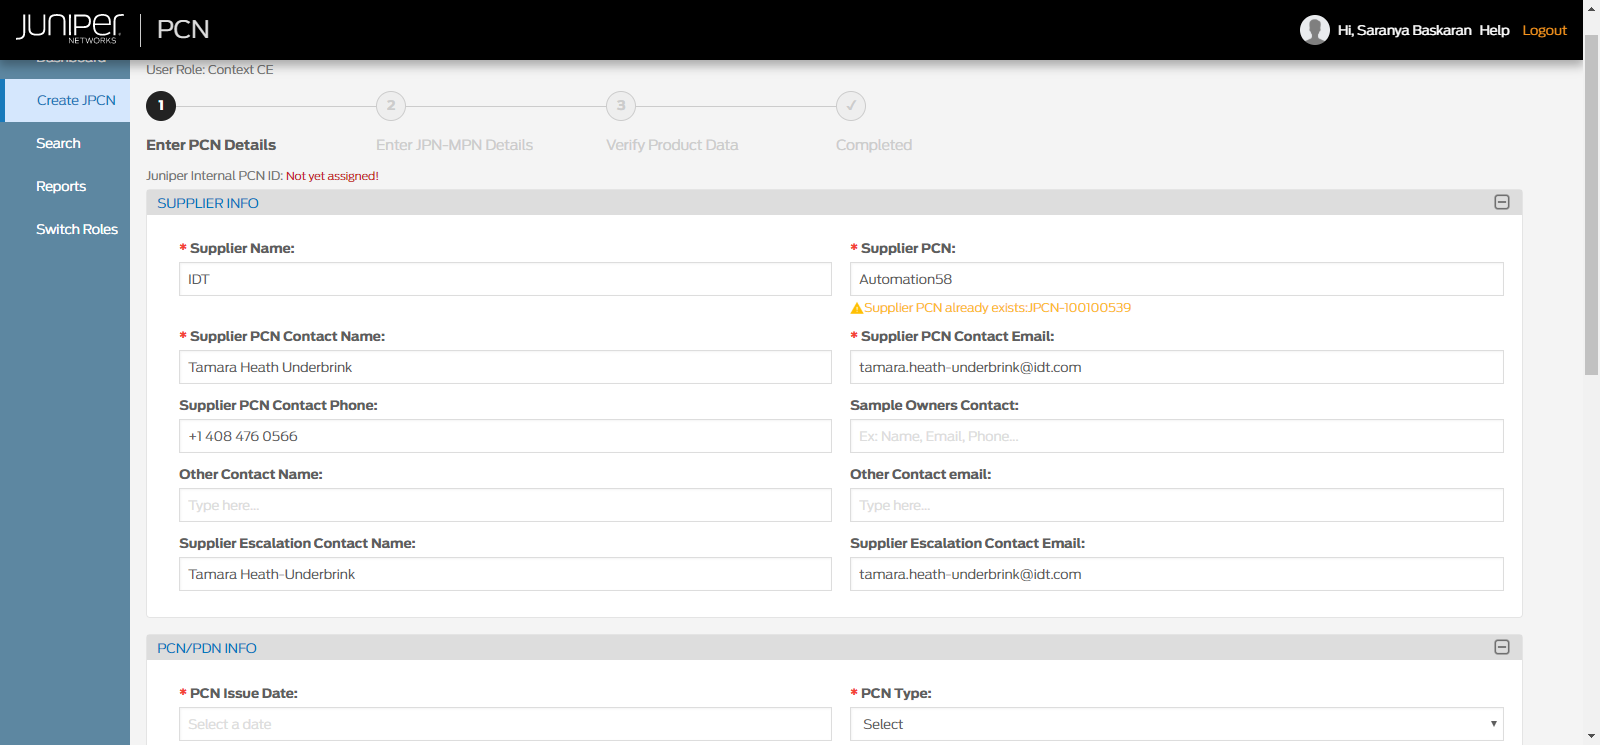 JUNIPER NETWORKS PCN
Hi, Saranya Baskaran Help Logout
Dashboard
Create JPCN
Search
Reports
Switch Roles
User Role: Context CE
1 2 3 ✓
Enter PCN Details Enter JPN-MPN Details Verify Product Data Completed
Juniper Internal PCN ID: Not yet assigned!
SUPPLIER INFO
* Supplier Name: * Supplier PCN:
IDT Automation58
Supplier PCN already exists:JPCN-100100539
* Supplier PCN Contact Name: * Supplier PCN Contact Email:
Tamara Heath Underbrink tamara.heath-underbrink@idt.com
Supplier PCN Contact Phone: Sample Owners Contact:
+1 408 476 0566 Ex: Name, Email, Phone...
Other Contact Name: Other Contact email:
Type here... Type here...
Supplier Escalation Contact Name: Supplier Escalation Contact Email:
Tamara Heath-Underbrink tamara.heath-underbrink@idt.com
PCN/PDN INFO
* PCN Issue Date: * PCN Type:
Select a date Select